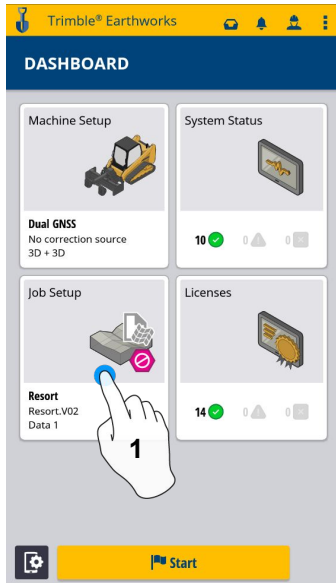 Trimble® Earthworks
DASHBOARD
Machine Setup
Dual GNSS
No correction source
3D + 3D
System Status
10 0 0
Job Setup
Resort
Resort.V02
Data 1
1
Licenses
14 0 0
Start